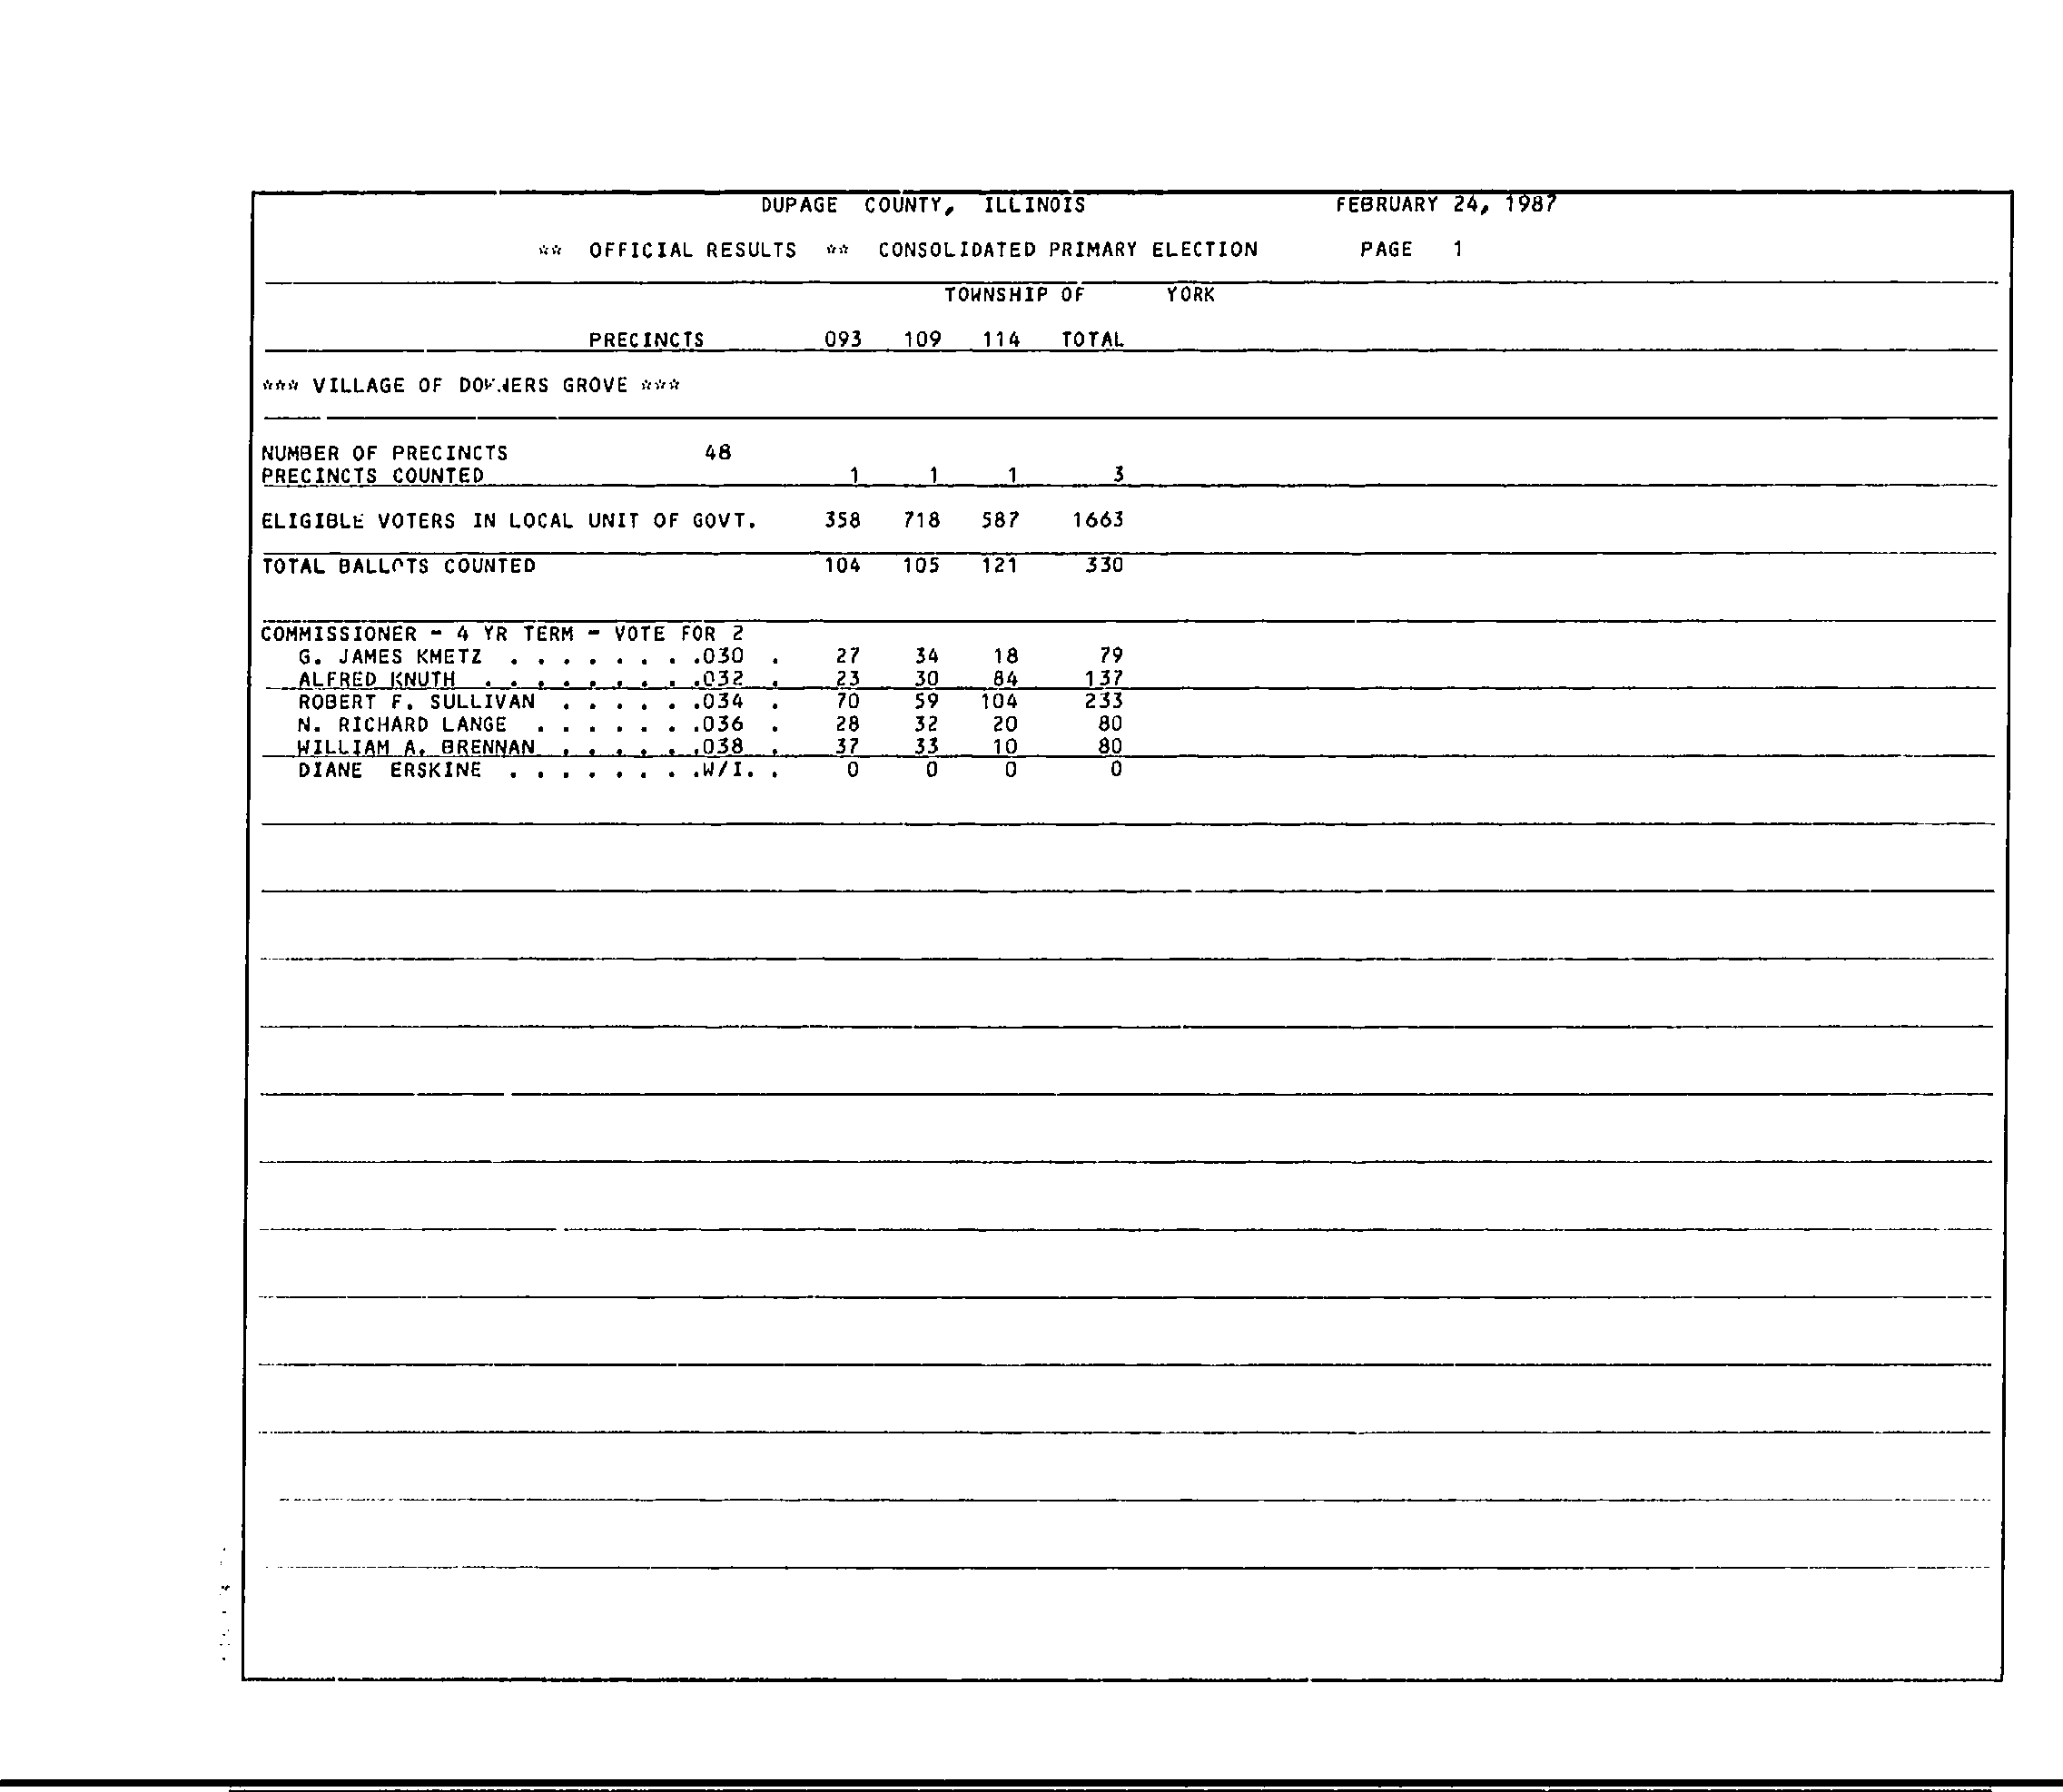 DUPAGE COUNTY, ILLINOIS FEBRUARY 24, 1987
** OFFICIAL RESULTS ** CONSOLIDATED PRIMARY ELECTION PAGE 1
TOWNSHIP OF YORK
PRECINCTS 093 109 114 TOTAL
*** VILLAGE OF DOWNERS GROVE ***
NUMBER OF PRECINCTS 48
PRECINCTS COUNTED 1 1 1 3
ELIGIBLE VOTERS IN LOCAL UNIT OF GOVT. 358 718 587 1663
TOTAL BALLOTS COUNTED 104 105 121 330
COMMISSIONER - 4 YR TERM - VOTE FOR 2
G. JAMES KMETZ . . . . . . . .030 . 27 34 18 79
ALFRED KNUTH . . . . . . . . .032 . 23 30 84 137
ROBERT F. SULLIVAN . . . . . .034 . 70 59 104 233
N. RICHARD LANGE . . . . . . .036 . 28 32 20 80
WILLIAM A. BRENNAN . . . . . .038 . 37 33 10 80
DIANE ERSKINE . . . . . . . .W/I. . 0 0 0 0